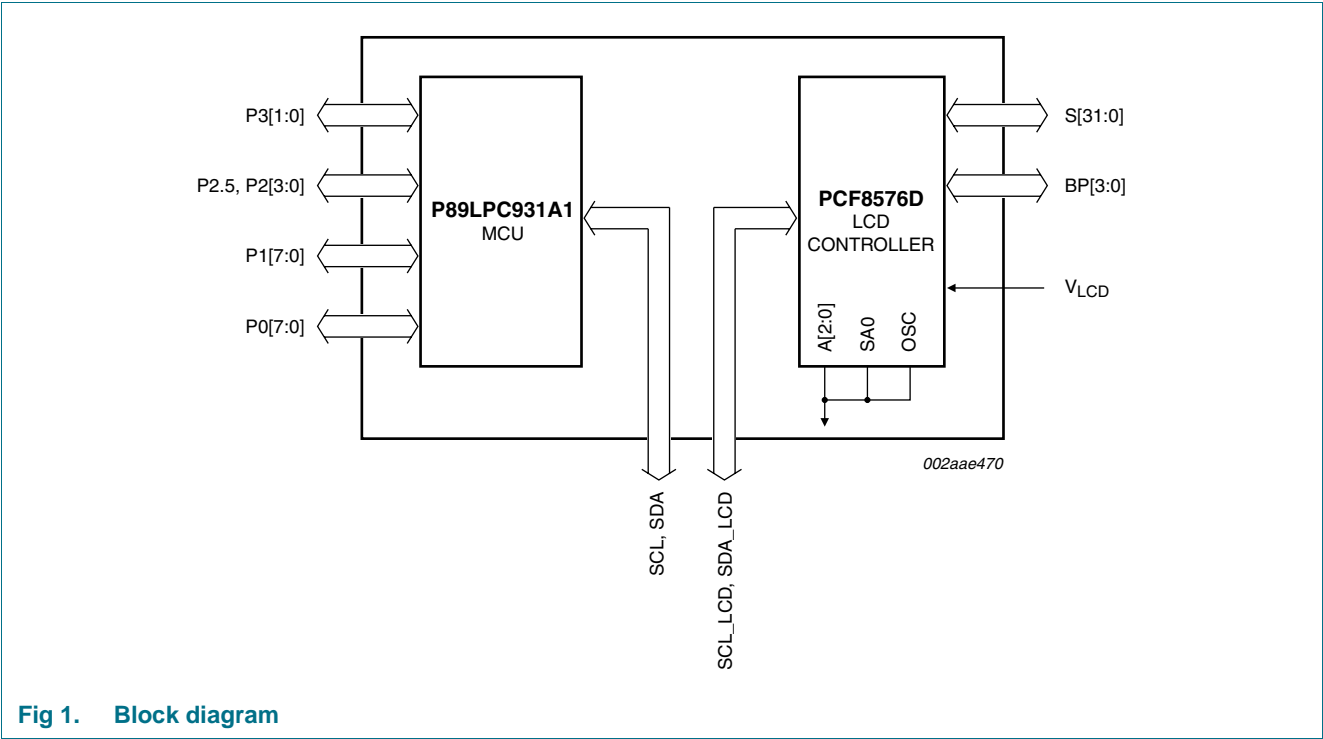 P3[1:0]
P2.5, P2[3:0]
P1[7:0]
P0[7:0]
P89LPC931A1
MCU
PCF8576D
LCD
CONTROLLER
A[2:0]
SA0
OSC
S[31:0]
BP[3:0]
VLCD
002aae470
SCL, SDA
SCL_LCD, SDA_LCD
Fig 1. Block diagram